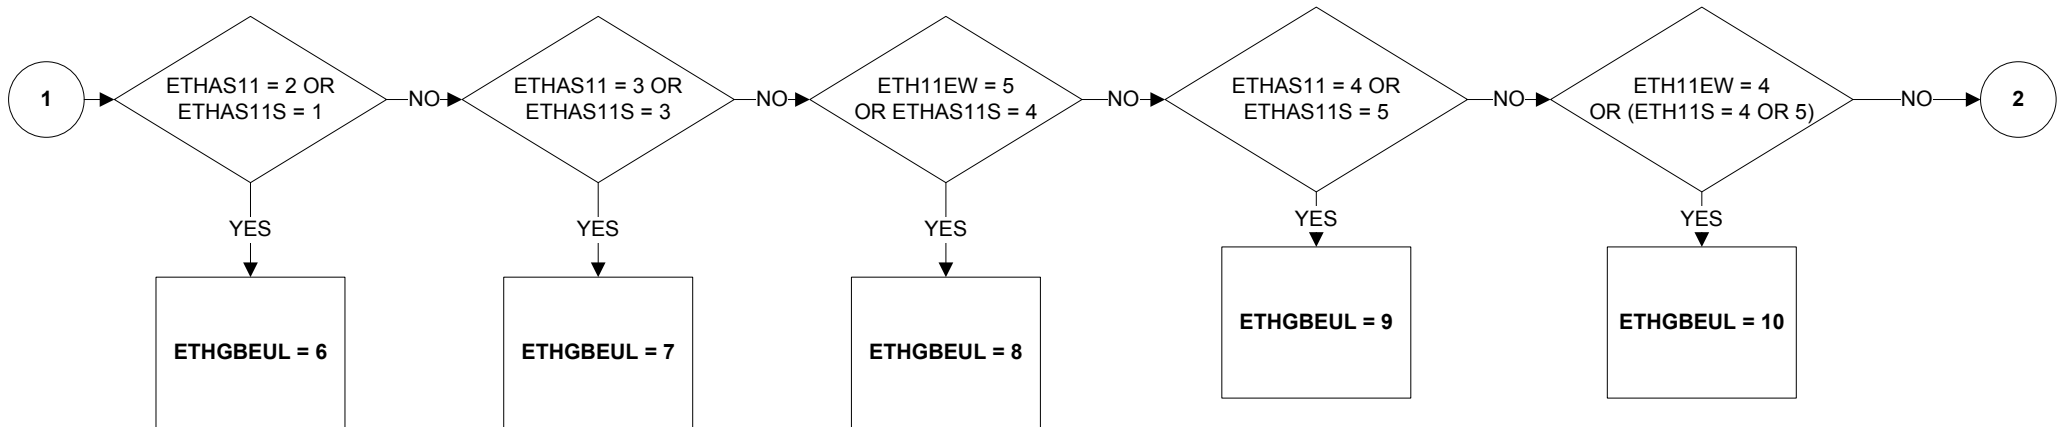 1
ETHAS11 = 2 OR
ETHAS11S = 1
NO
ETHAS11 = 3 OR
ETHAS11S = 3
NO
ETH11EW = 5
OR ETHAS11S = 4
NO
ETHAS11 = 4 OR
ETHAS11S = 5
NO
ETH11EW = 4
OR (ETH11S = 4 OR 5)
NO
2
YES
YES
YES
YES
YES
ETHGBEUL = 6
ETHGBEUL = 7
ETHGBEUL = 8
ETHGBEUL = 9
ETHGBEUL = 10